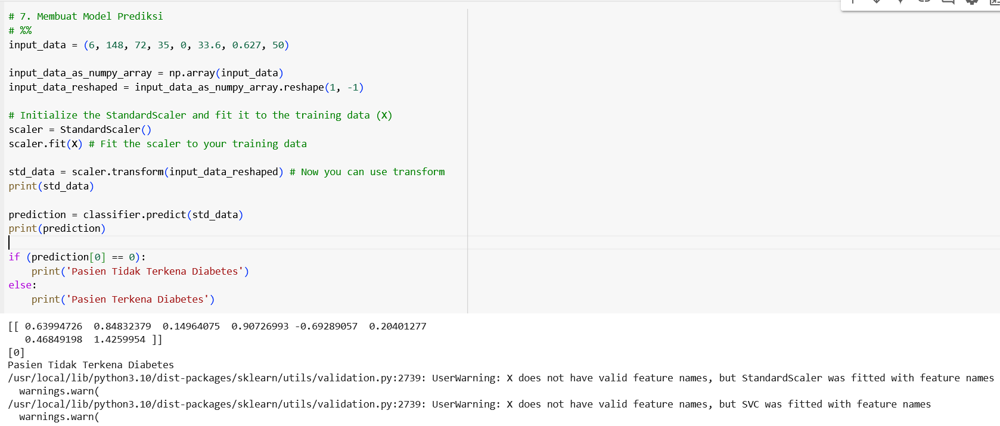 # 7. Membuat Model Prediksi
# %%
input_data = (6, 148, 72, 35, 0, 33.6, 0.627, 50)
input_data_as_numpy_array = np.array(input_data)
input_data_reshaped = input_data_as_numpy_array.reshape(1, -1)
# Initialize the StandardScaler and fit it to the training data (X)
scaler = StandardScaler()
scaler.fit(X) # Fit the scaler to your training data
std_data = scaler.transform(input_data_reshaped) # Now you can use transform
print(std_data)
prediction = classifier.predict(std_data)
print(prediction)
if (prediction[0] == 0):
    print('Pasien Tidak Terkena Diabetes')
else:
    print('Pasien Terkena Diabetes')
[[ 0.63994726  0.84832379  0.14964075  0.90726993 -0.69289057  0.20401277
   0.46849198  1.4259954 ]]
[0]
Pasien Tidak Terkena Diabetes
/usr/local/lib/python3.10/dist-packages/sklearn/utils/validation.py:2739: UserWarning: X does not have valid feature names, but StandardScaler was fitted with feature names
  warnings.warn(
/usr/local/lib/python3.10/dist-packages/sklearn/utils/validation.py:2739: UserWarning: X does not have valid feature names, but SVC was fitted with feature names
  warnings.warn(